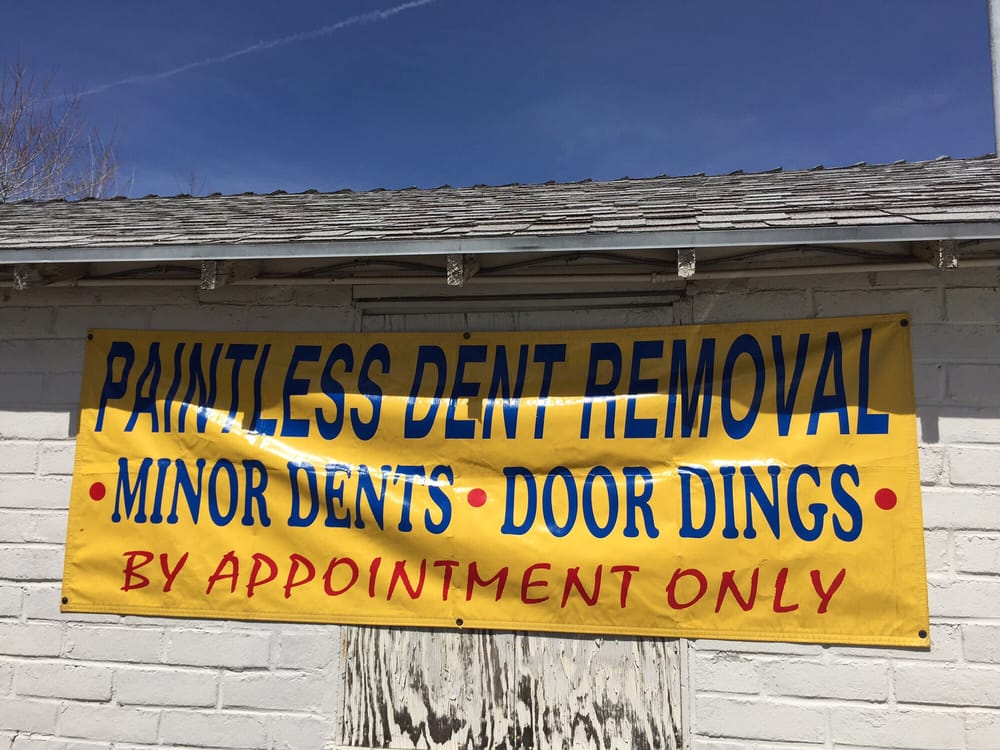 PAINTLESS DENT REMOVAL
• MINOR DENTS • DOOR DINGS •
BY APPOINTMENT ONLY